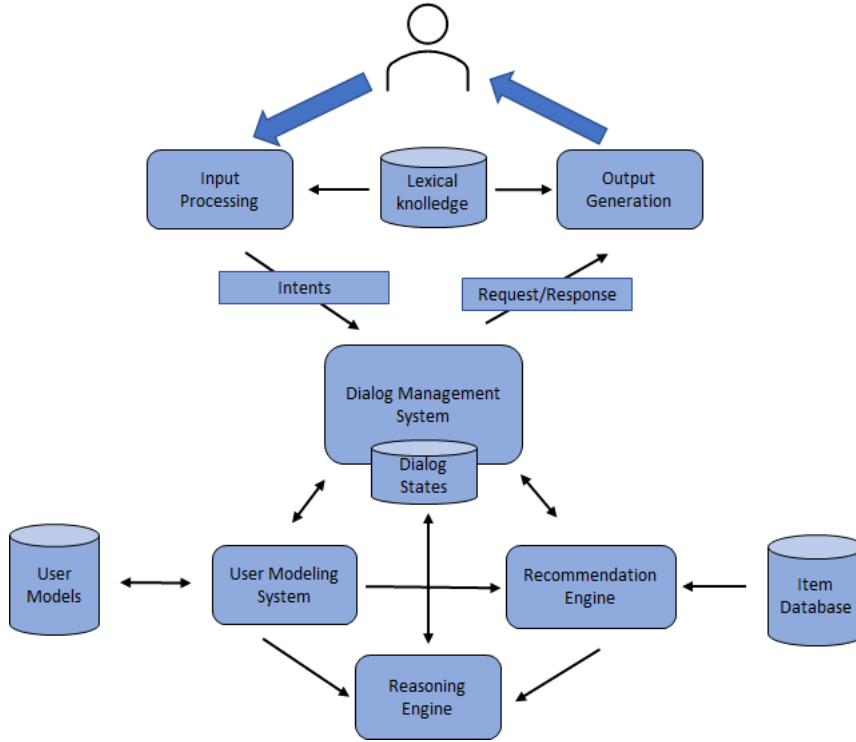 Input
Processing
Lexical
knolledge
Output
Generation
Intents
Request/Response
Dialog Management
System
Dialog
States
User
Models
User Modeling
System
Recommendation
Engine
Item
Database
Reasoning
Engine